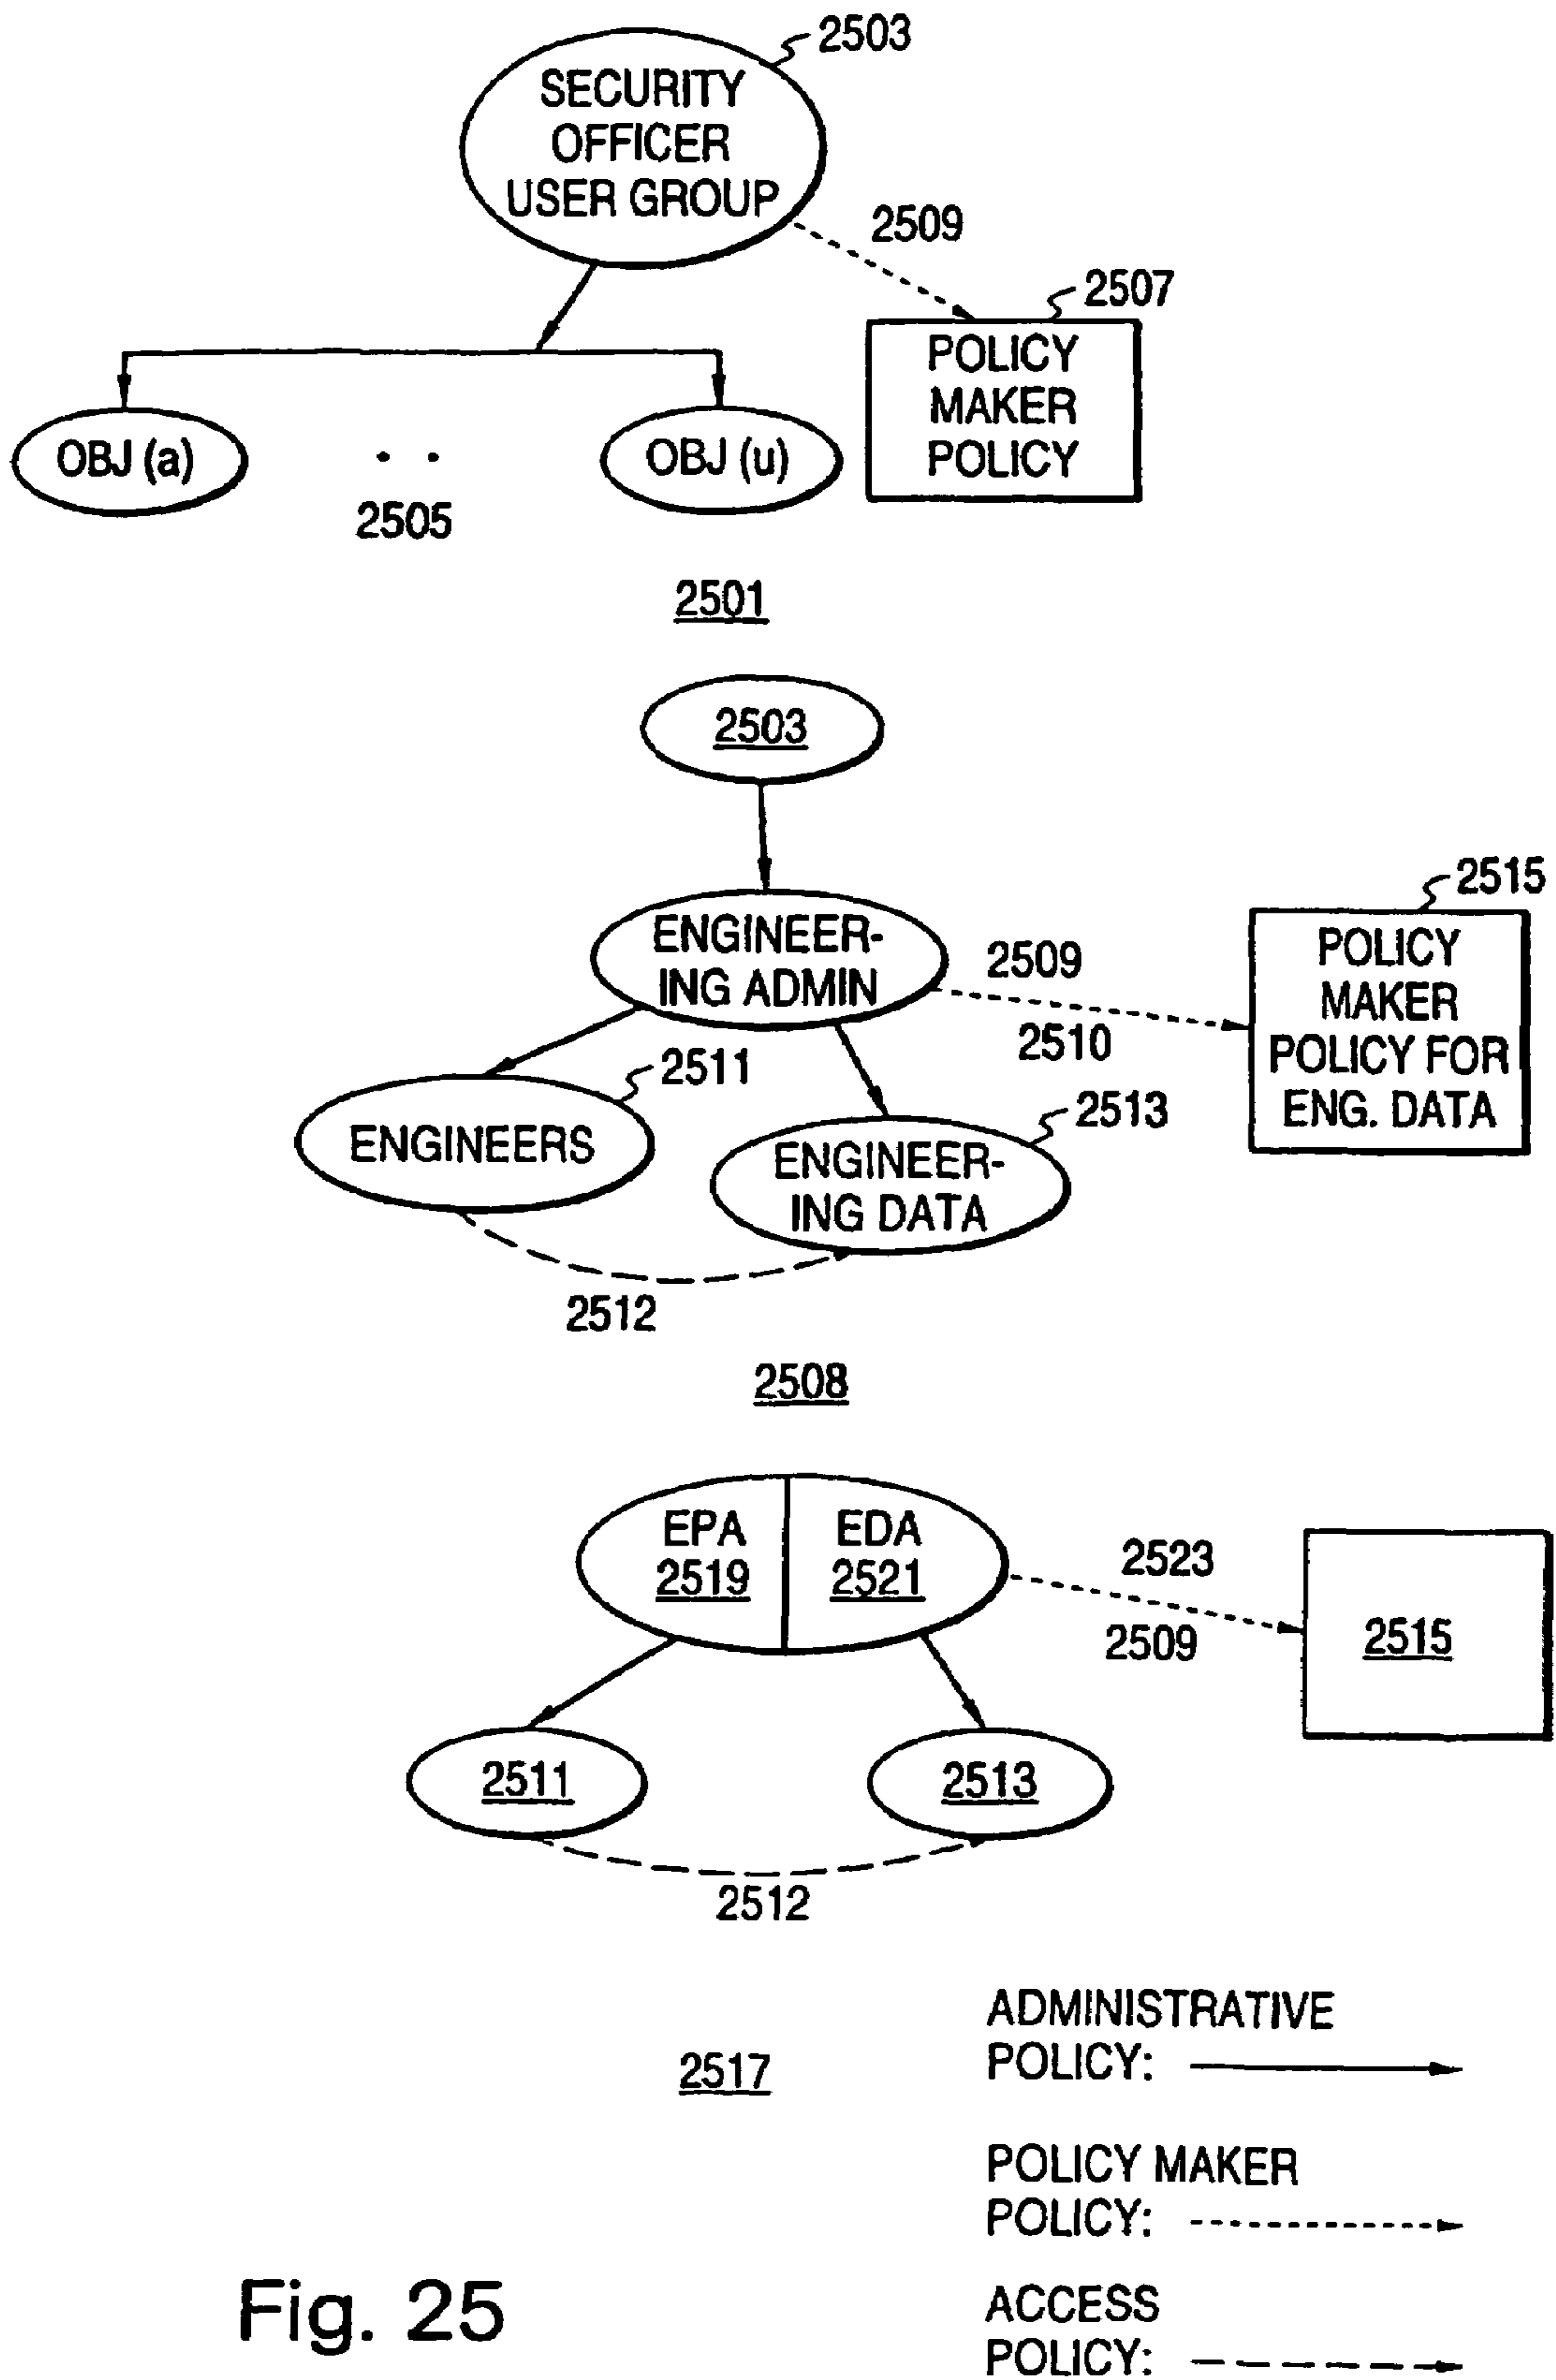 2503
SECURITY
OFFICER
USER GROUP
2509
2507
POLICY
MAKER
POLICY
OBJ (a)
. .
OBJ (u)
2505
2501
2503
ENGINEER-
ING ADMIN
2509
2510
2515
POLICY
MAKER
POLICY FOR
ENG. DATA
2511
ENGINEERS
2513
ENGINEER-
ING DATA
2512
2508
EPA
2519
EDA
2521
2523
2509
2515
2511
2513
2512
2517
ADMINISTRATIVE
POLICY:
POLICY MAKER
POLICY:
ACCESS
POLICY:
Fig. 25